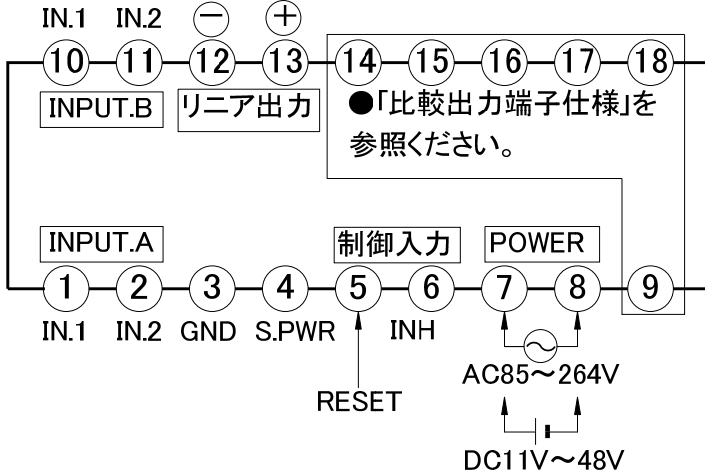 IN.1 IN.2 − +
10 11 12 13 14 15 16 17 18
INPUT.B リニア出力 ●「比較出力端子仕様」を
参照ください。
INPUT.A 制御入力 POWER
1 2 3 4 5 6 7 8 9
IN.1 IN.2 GND S.PWR INH
AC85～264V
RESET
DC11V～48V